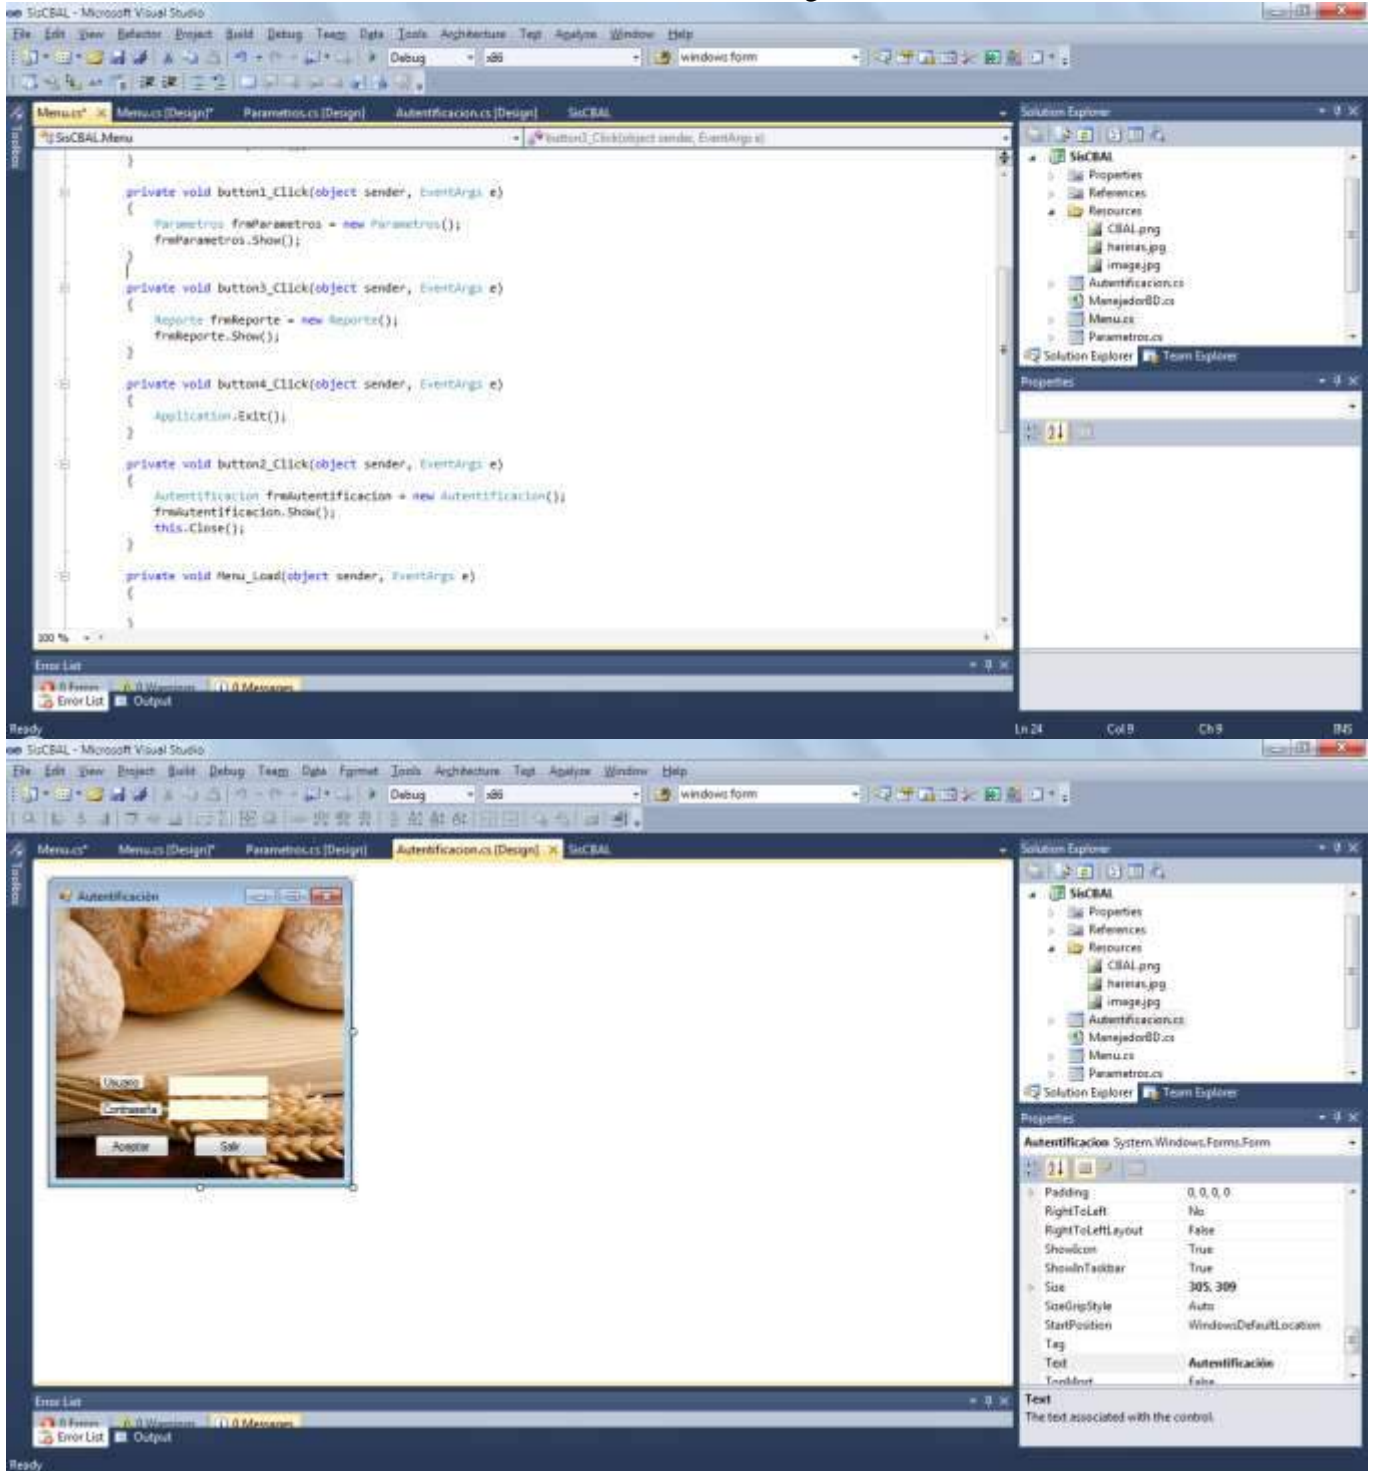 SisCBAL - Microsoft Visual Studio
File Edit View Refactor Project Build Debug Team Data Tools Architecture Test Analyze Window Help
Debug x86 windows form
Menu.cs* Menu.cs [Design]* Parametros.cs [Design] Autentificacion.cs [Design] SisCBAL
SisCBAL.Menu button3_Click(object sender, EventArgs e)
Toolbox
}
private void button1_Click(object sender, EventArgs e)
{
Parametros frmParametros = new Parametros();
frmParametros.Show();
}
private void button3_Click(object sender, EventArgs e)
{
Reporte frmReporte = new Reporte();
frmReporte.Show();
}
private void button4_Click(object sender, EventArgs e)
{
Application.Exit();
}
private void button2_Click(object sender, EventArgs e)
{
Autentificacion frmAutentificacion = new Autentificacion();
frmAutentificacion.Show();
this.Close();
}
private void Menu_Load(object sender, EventArgs e)
{
}
100 %
Error List
0 Errors 0 Warnings 0 Messages
Error List Output
Ready Ln 24 Col 9 Ch 9 INS
Solution Explorer
SisCBAL
Properties
References
Resources
CBAL.png
harinas.jpg
image.jpg
Autentificacion.cs
ManejadorBD.cs
Menu.cs
Parametros.cs
Solution Explorer Team Explorer
Properties
SisCBAL - Microsoft Visual Studio
File Edit View Project Build Debug Team Data Format Tools Architecture Test Analyze Window Help
Debug x86 windows form
Menu.cs* Menu.cs [Design]* Parametros.cs [Design] Autentificacion.cs [Design] SisCBAL
Toolbox
Autentificación
Usuario
Contraseña
Aceptar Salir
Error List
0 Errors 0 Warnings 0 Messages
Error List Output
Ready
Solution Explorer
SisCBAL
Properties
References
Resources
CBAL.png
harinas.jpg
image.jpg
Autentificacion.cs
ManejadorBD.cs
Menu.cs
Parametros.cs
Solution Explorer Team Explorer
Properties
Autentificacion System.Windows.Forms.Form
Padding 0, 0, 0, 0
RightToLeft No
RightToLeftLayout False
ShowIcon True
ShowInTaskbar True
Size 305, 309
SizeGripStyle Auto
StartPosition WindowsDefaultLocation
Tag
Text Autentificación
TopMost False
Text
The text associated with the control.